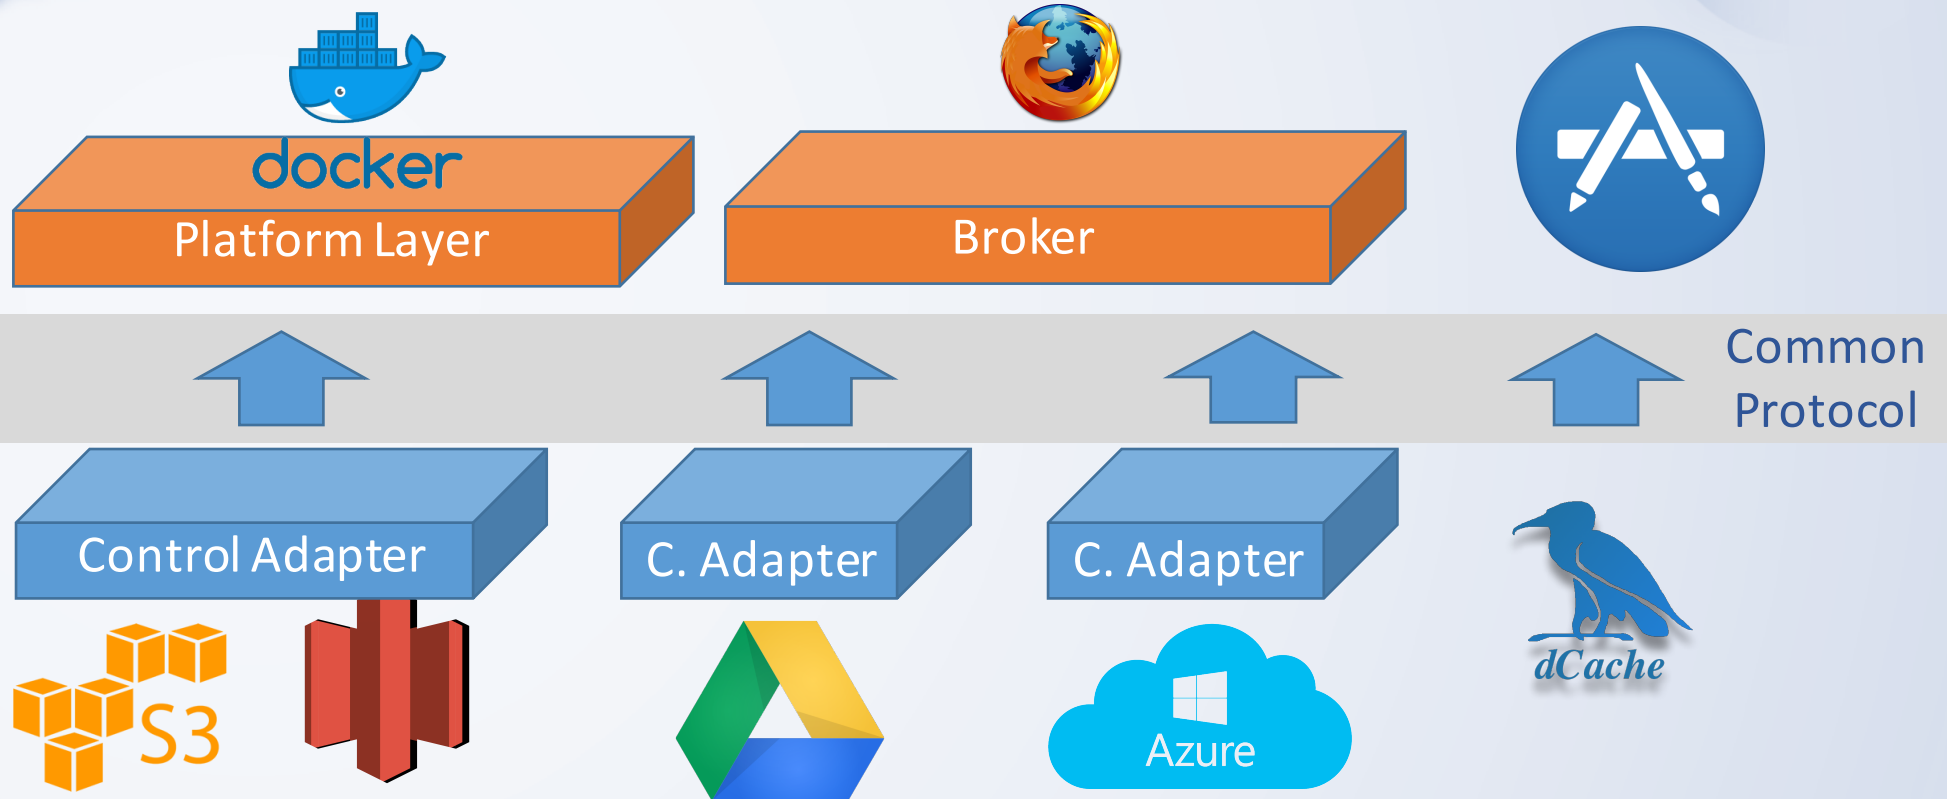 docker
Platform Layer
Broker
Common
Protocol
Control Adapter
C. Adapter
C. Adapter
S3
Azure
dCache